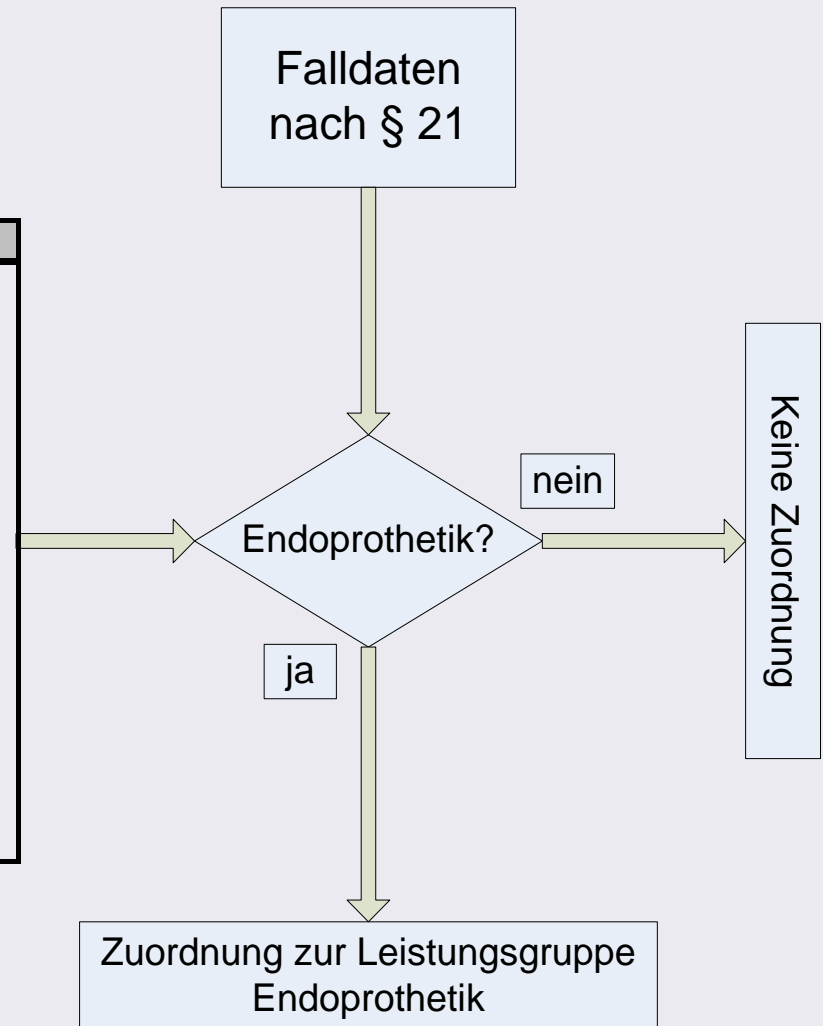 Falldaten
nach § 21
nein
Keine Zuordnung
Endoprothetik?
ja
Zuordnung zur Leistungsgruppe
Endoprothetik